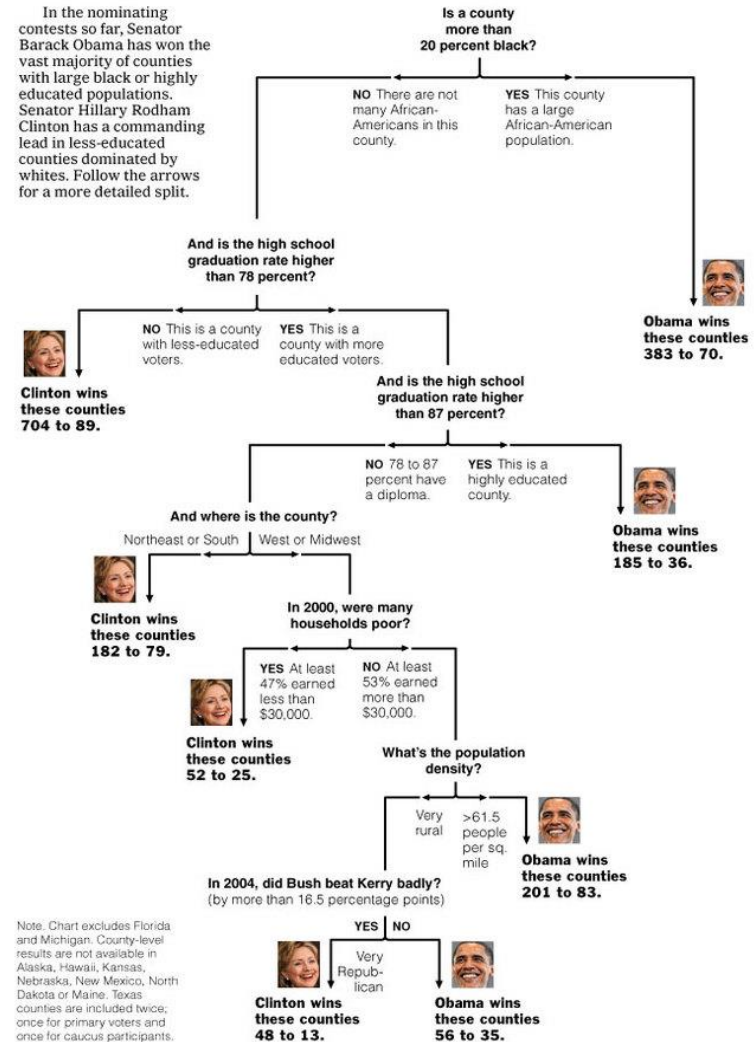 In the nominating
contests so far, Senator
Barack Obama has won the
vast majority of counties
with large black or highly
educated populations.
Senator Hillary Rodham
Clinton has a commanding
lead in less-educated
counties dominated by
whites. Follow the arrows
for a more detailed split.
Is a county
more than
20 percent black?
NO There are not
many African-
Americans in this
county.
YES This county
has a large
African-American
population.
And is the high school
graduation rate higher
than 78 percent?
Obama wins
these counties
383 to 70.
NO This is a county
with less-educated
voters.
YES This is a
county with more
educated voters.
Clinton wins
these counties
704 to 89.
And is the high school
graduation rate higher
than 87 percent?
NO 78 to 87
percent have
a diploma.
YES This is a
highly educated
county.
Obama wins
these counties
185 to 36.
And where is the county?
Northeast or South
West or Midwest
Clinton wins
these counties
182 to 79.
In 2000, were many
households poor?
YES At least
47% earned
less than
$30,000.
NO At least
53% earned
more than
$30,000.
Clinton wins
these counties
52 to 25.
What's the population
density?
Very
rural
>61.5
people
per sq.
mile
Obama wins
these counties
201 to 83.
In 2004, did Bush beat Kerry badly?
(by more than 16.5 percentage points)
YES
NO
Very
Repub-
lican
Clinton wins
these counties
48 to 13.
Obama wins
these counties
56 to 35.
Note. Chart excludes Florida
and Michigan. County-level
results are not available in
Alaska, Hawaii, Kansas,
Nebraska, New Mexico, North
Dakota or Maine. Texas
counties are included twice;
once for primary voters and
once for caucus participants.